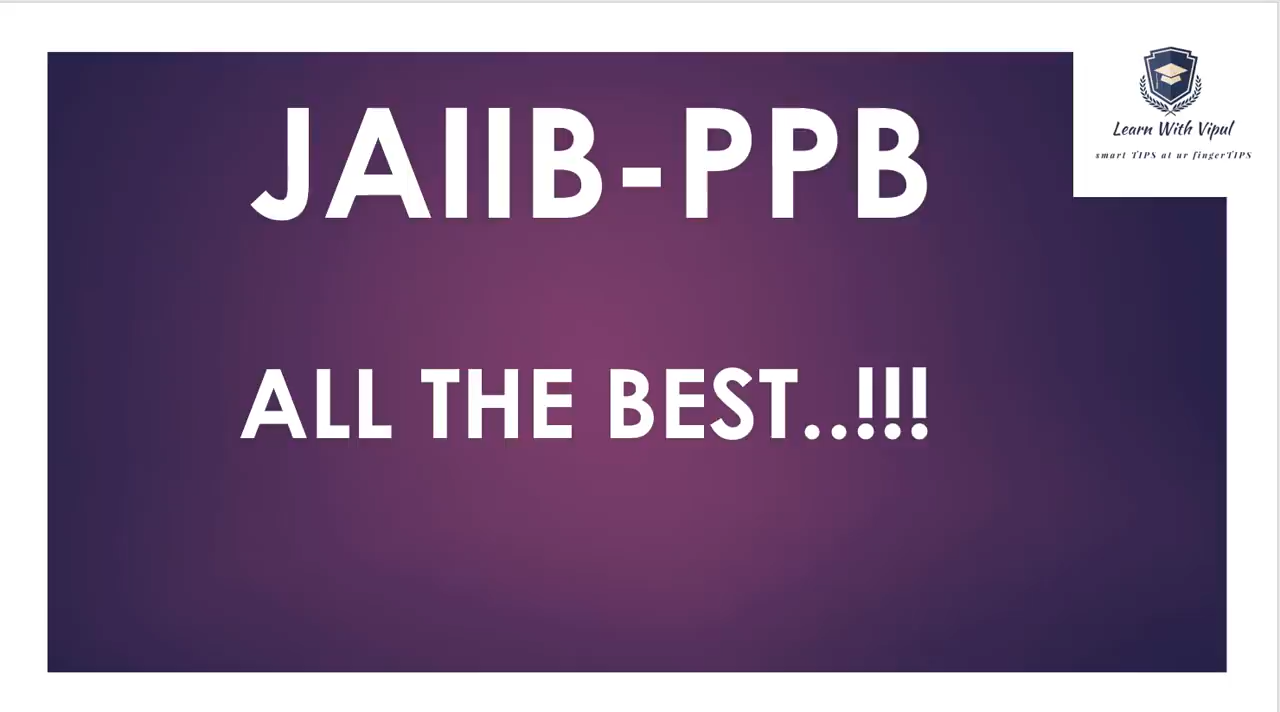 JAIIB-PPB
Learn With Vipul
smart TIPS at ur fingerTIPS
ALL THE BEST..!!!